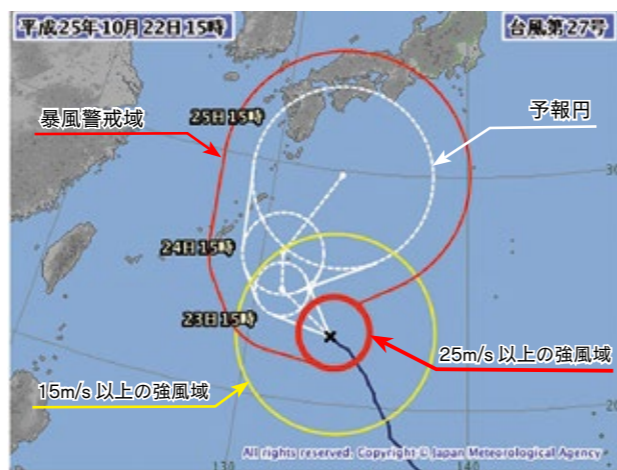 平成25年10月22日15時
台風第27号
暴風警戒域
25日15時
予報円
24日15時
23日15時
25m/s 以上の強風域
15m/s 以上の強風域
All rights reserved. Copyright © Japan Meteorological Agency
130
140
30
20